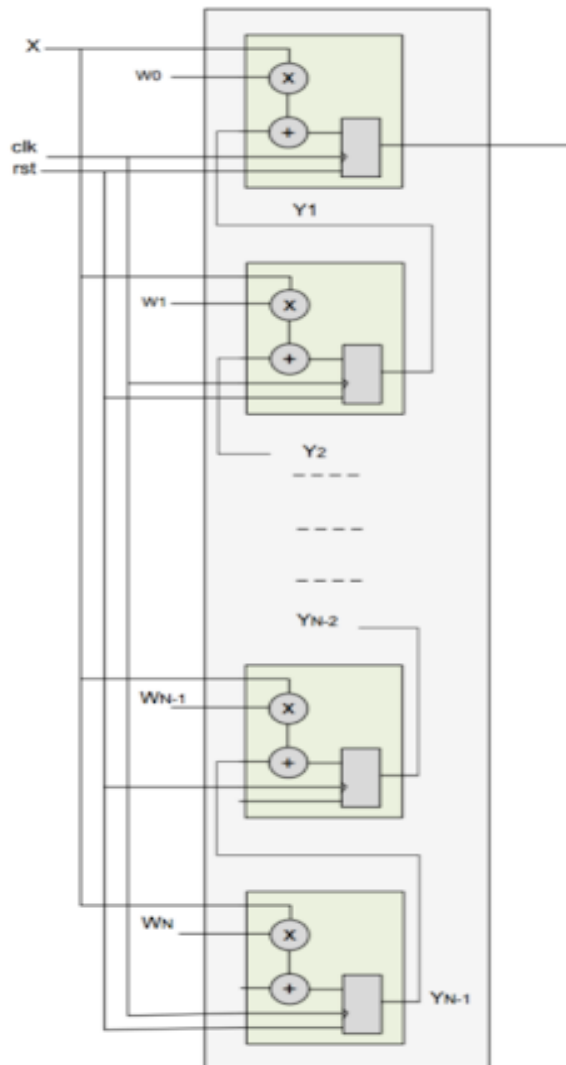 X
W0
x
+
clk
rst
Y1
W1
x
+
Y2
YN-2
WN-1
x
+
WN
x
+
YN-1